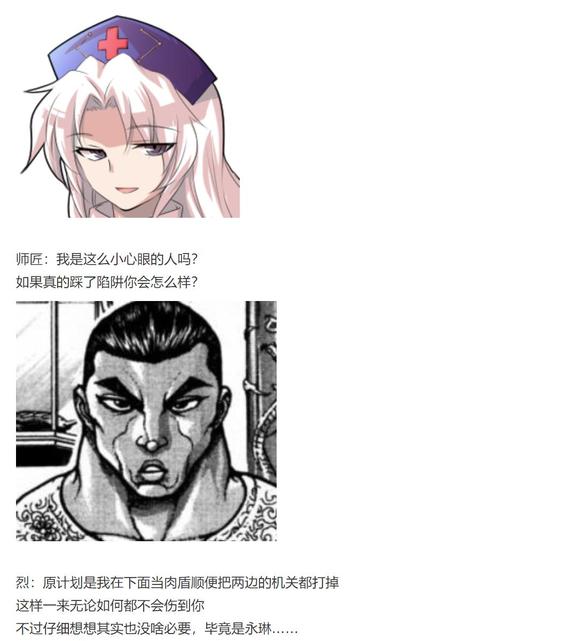 师匠：我是这么小心眼的人吗？
如果真的踩了陷阱你会怎么样？
烈：原计划是我在下面当肉盾顺便把两边的机关都打掉
这样一来无论如何都不会伤到你
不过仔细想想其实也没啥必要，毕竟是永琳……